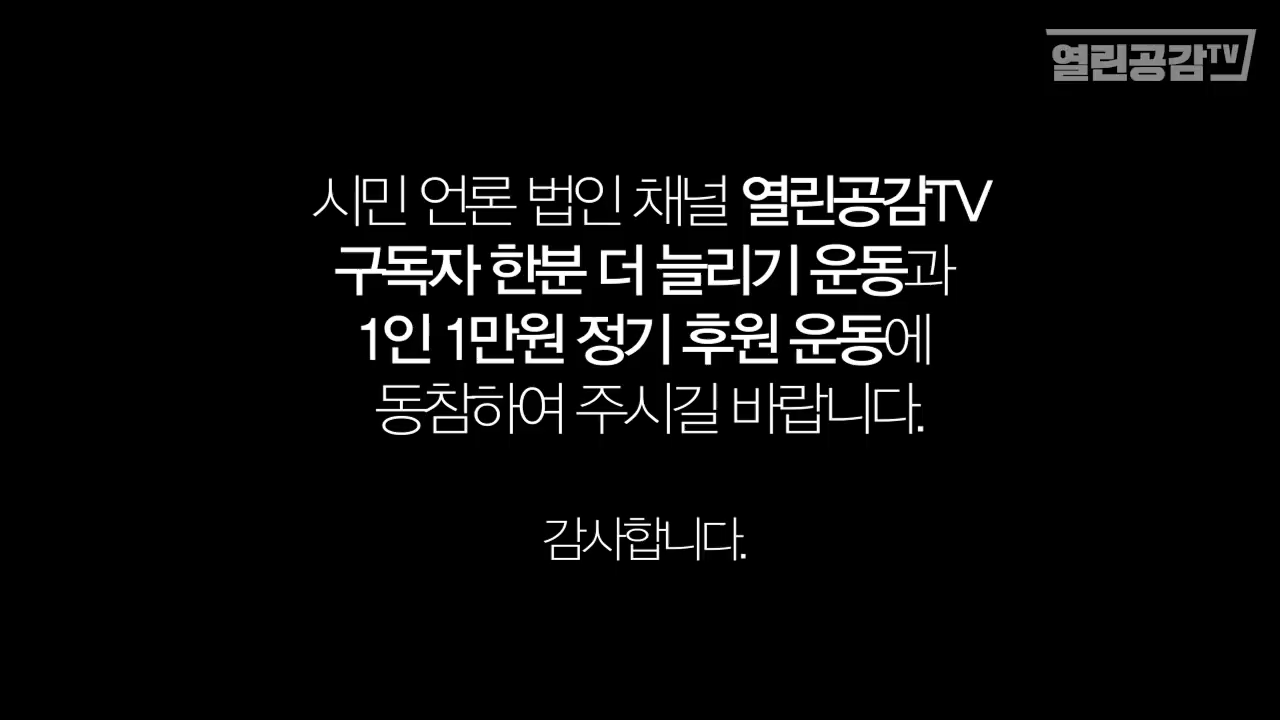 열린공감TV
시민 언론 법인 채널 열린공감TV
구독자 한분 더 늘리기 운동과
1인 1만원 정기 후원 운동에
동참하여 주시길 바랍니다.
감사합니다.